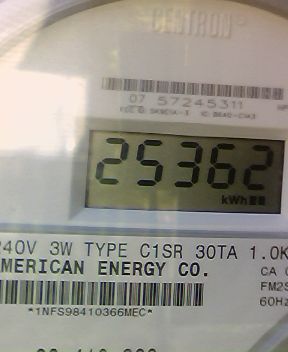 CENTRON®
07 57245311
25362
kWh
240V 3W TYPE C1SR 30TA 1.0K
AMERICAN ENERGY CO.
CA
FM2S
60Hz
*1NFS98410366MEC*